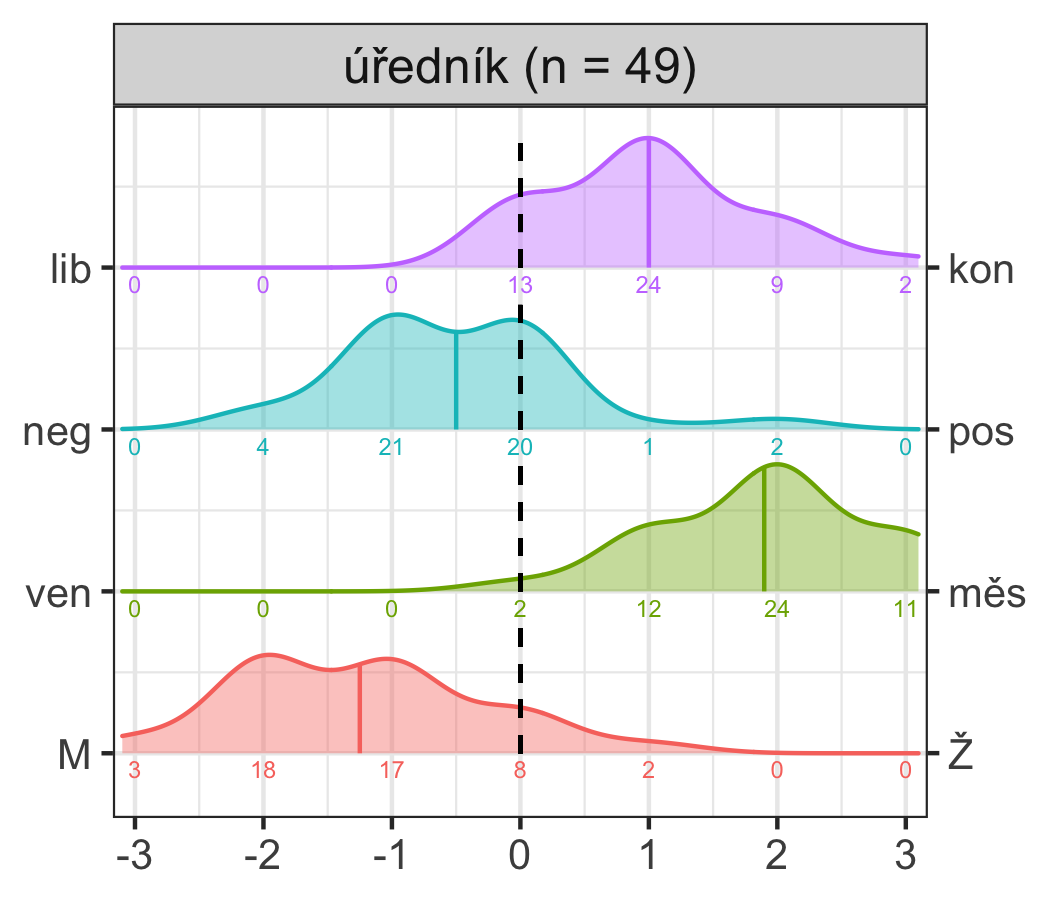 úředník (n = 49)
lib kon
0 0 0 13 24 9 2
neg pos
0 4 21 20 1 2 0
ven měs
0 0 0 2 12 24 11
M Ž
3 18 17 8 2 0 0
-3 -2 -1 0 1 2 3